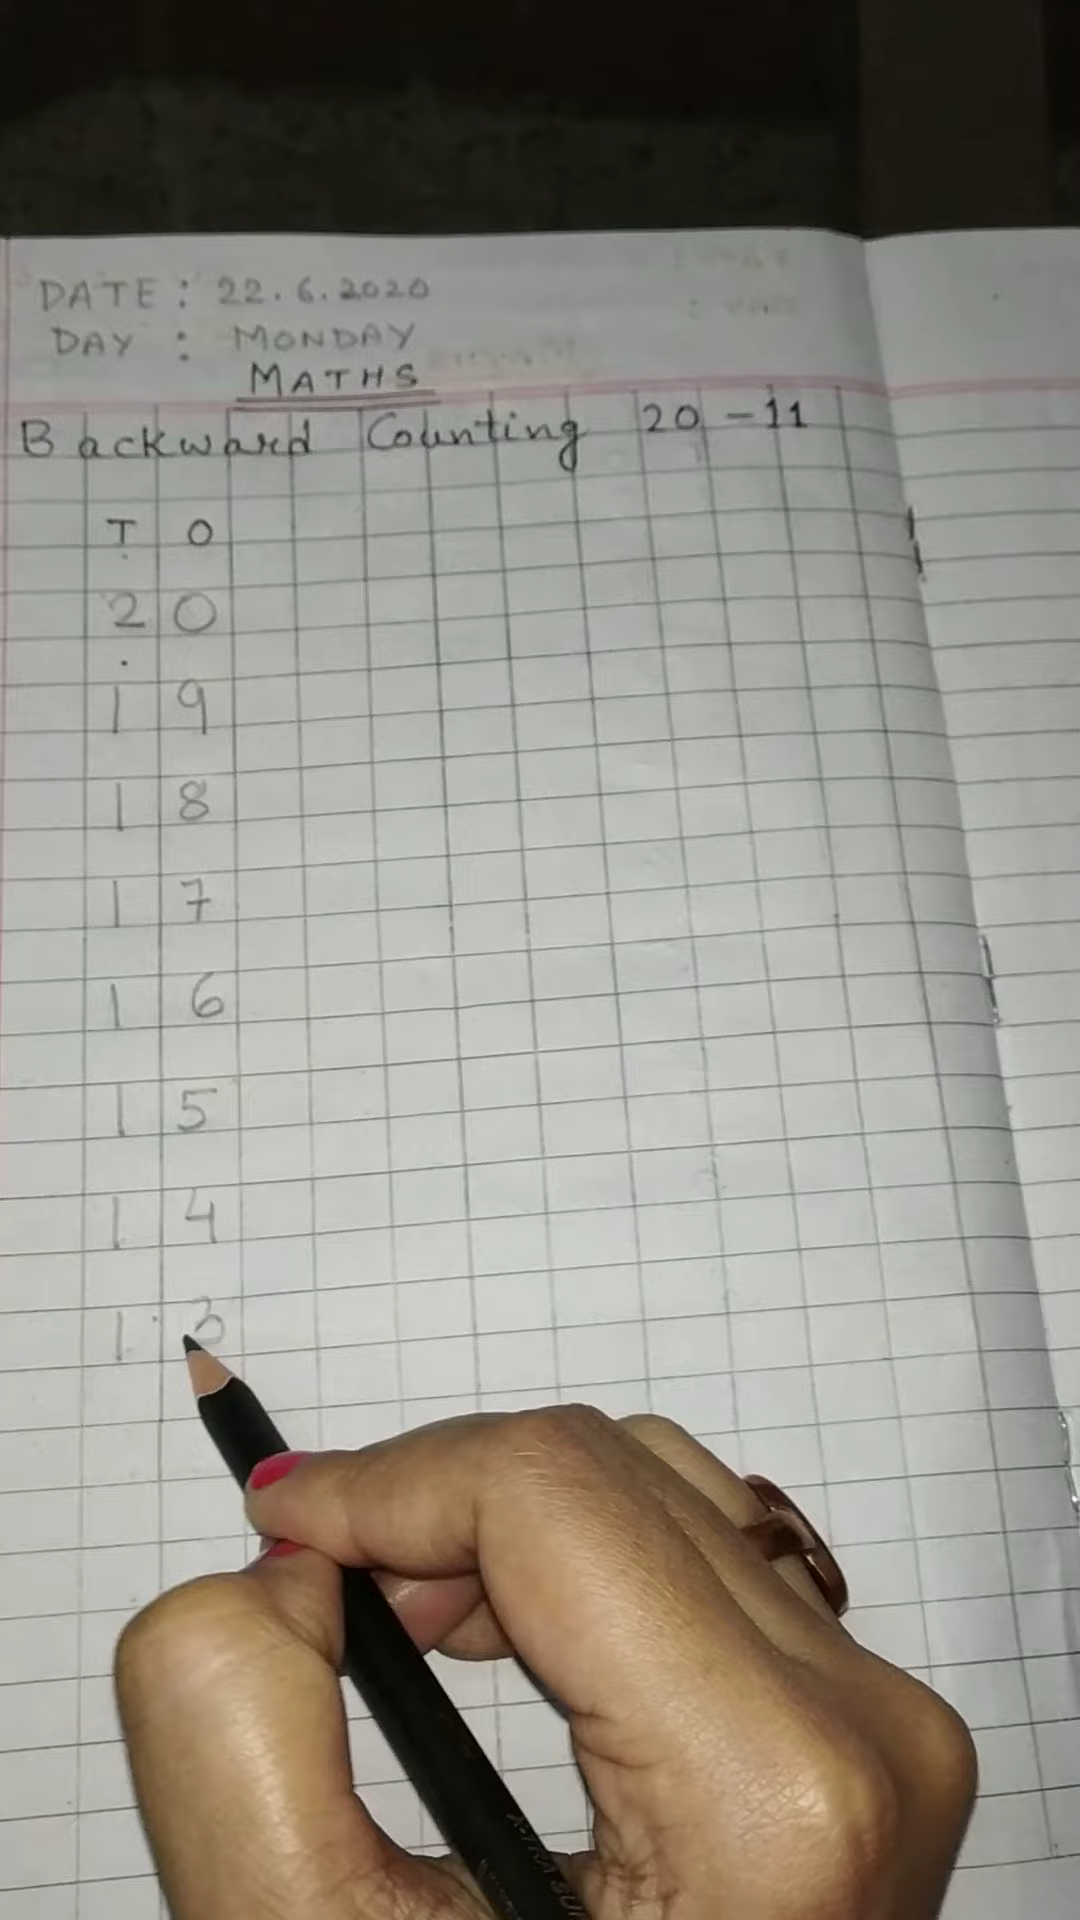 DATE : 22.6.2020
DAY : MONDAY
MATHS
Backward Counting 20 - 11
T O
2 0
1 9
1 8
1 7
1 6
1 5
1 4
1 3